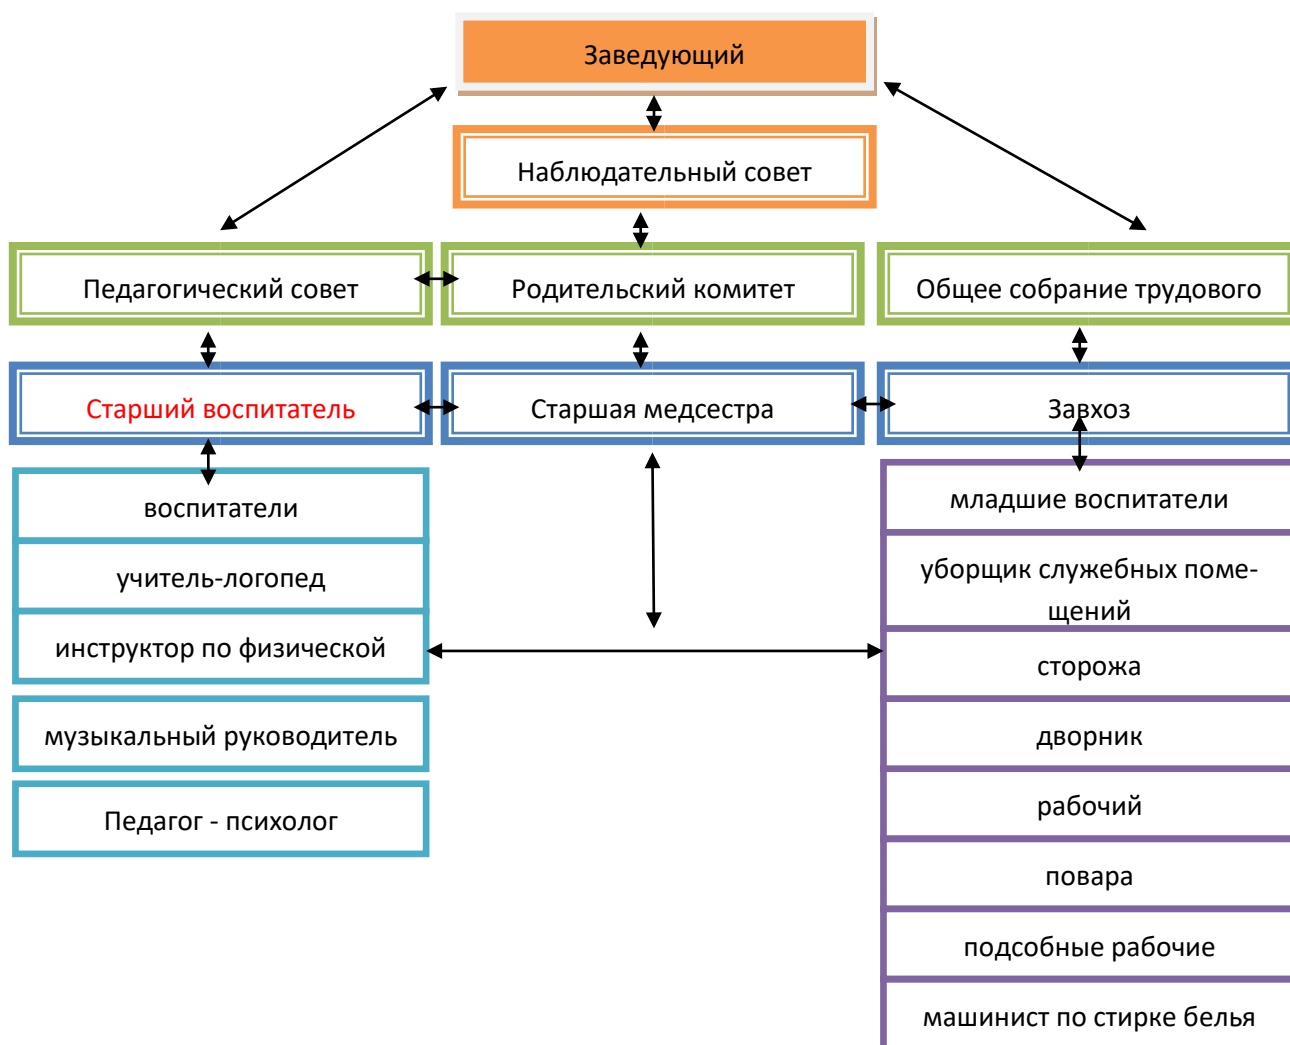 Заведующий
Наблюдательный совет
Педагогический совет
Родительский комитет
Общее собрание трудового
Старший воспитатель
Старшая медсестра
Завхоз
воспитатели
учитель-логопед
инструктор по физической
музыкальный руководитель
Педагог - психолог
младшие воспитатели
уборщик служебных поме-
щений
сторожа
дворник
рабочий
повара
подсобные рабочие
машинист по стирке белья